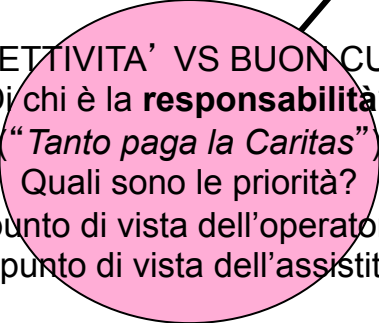 ETTIVITA’ VS BUON CU
i chi è la responsabilità
(“Tanto paga la Caritas”)
Quali sono le priorità?
punto di vista dell’operato
punto di vista dell’assistit